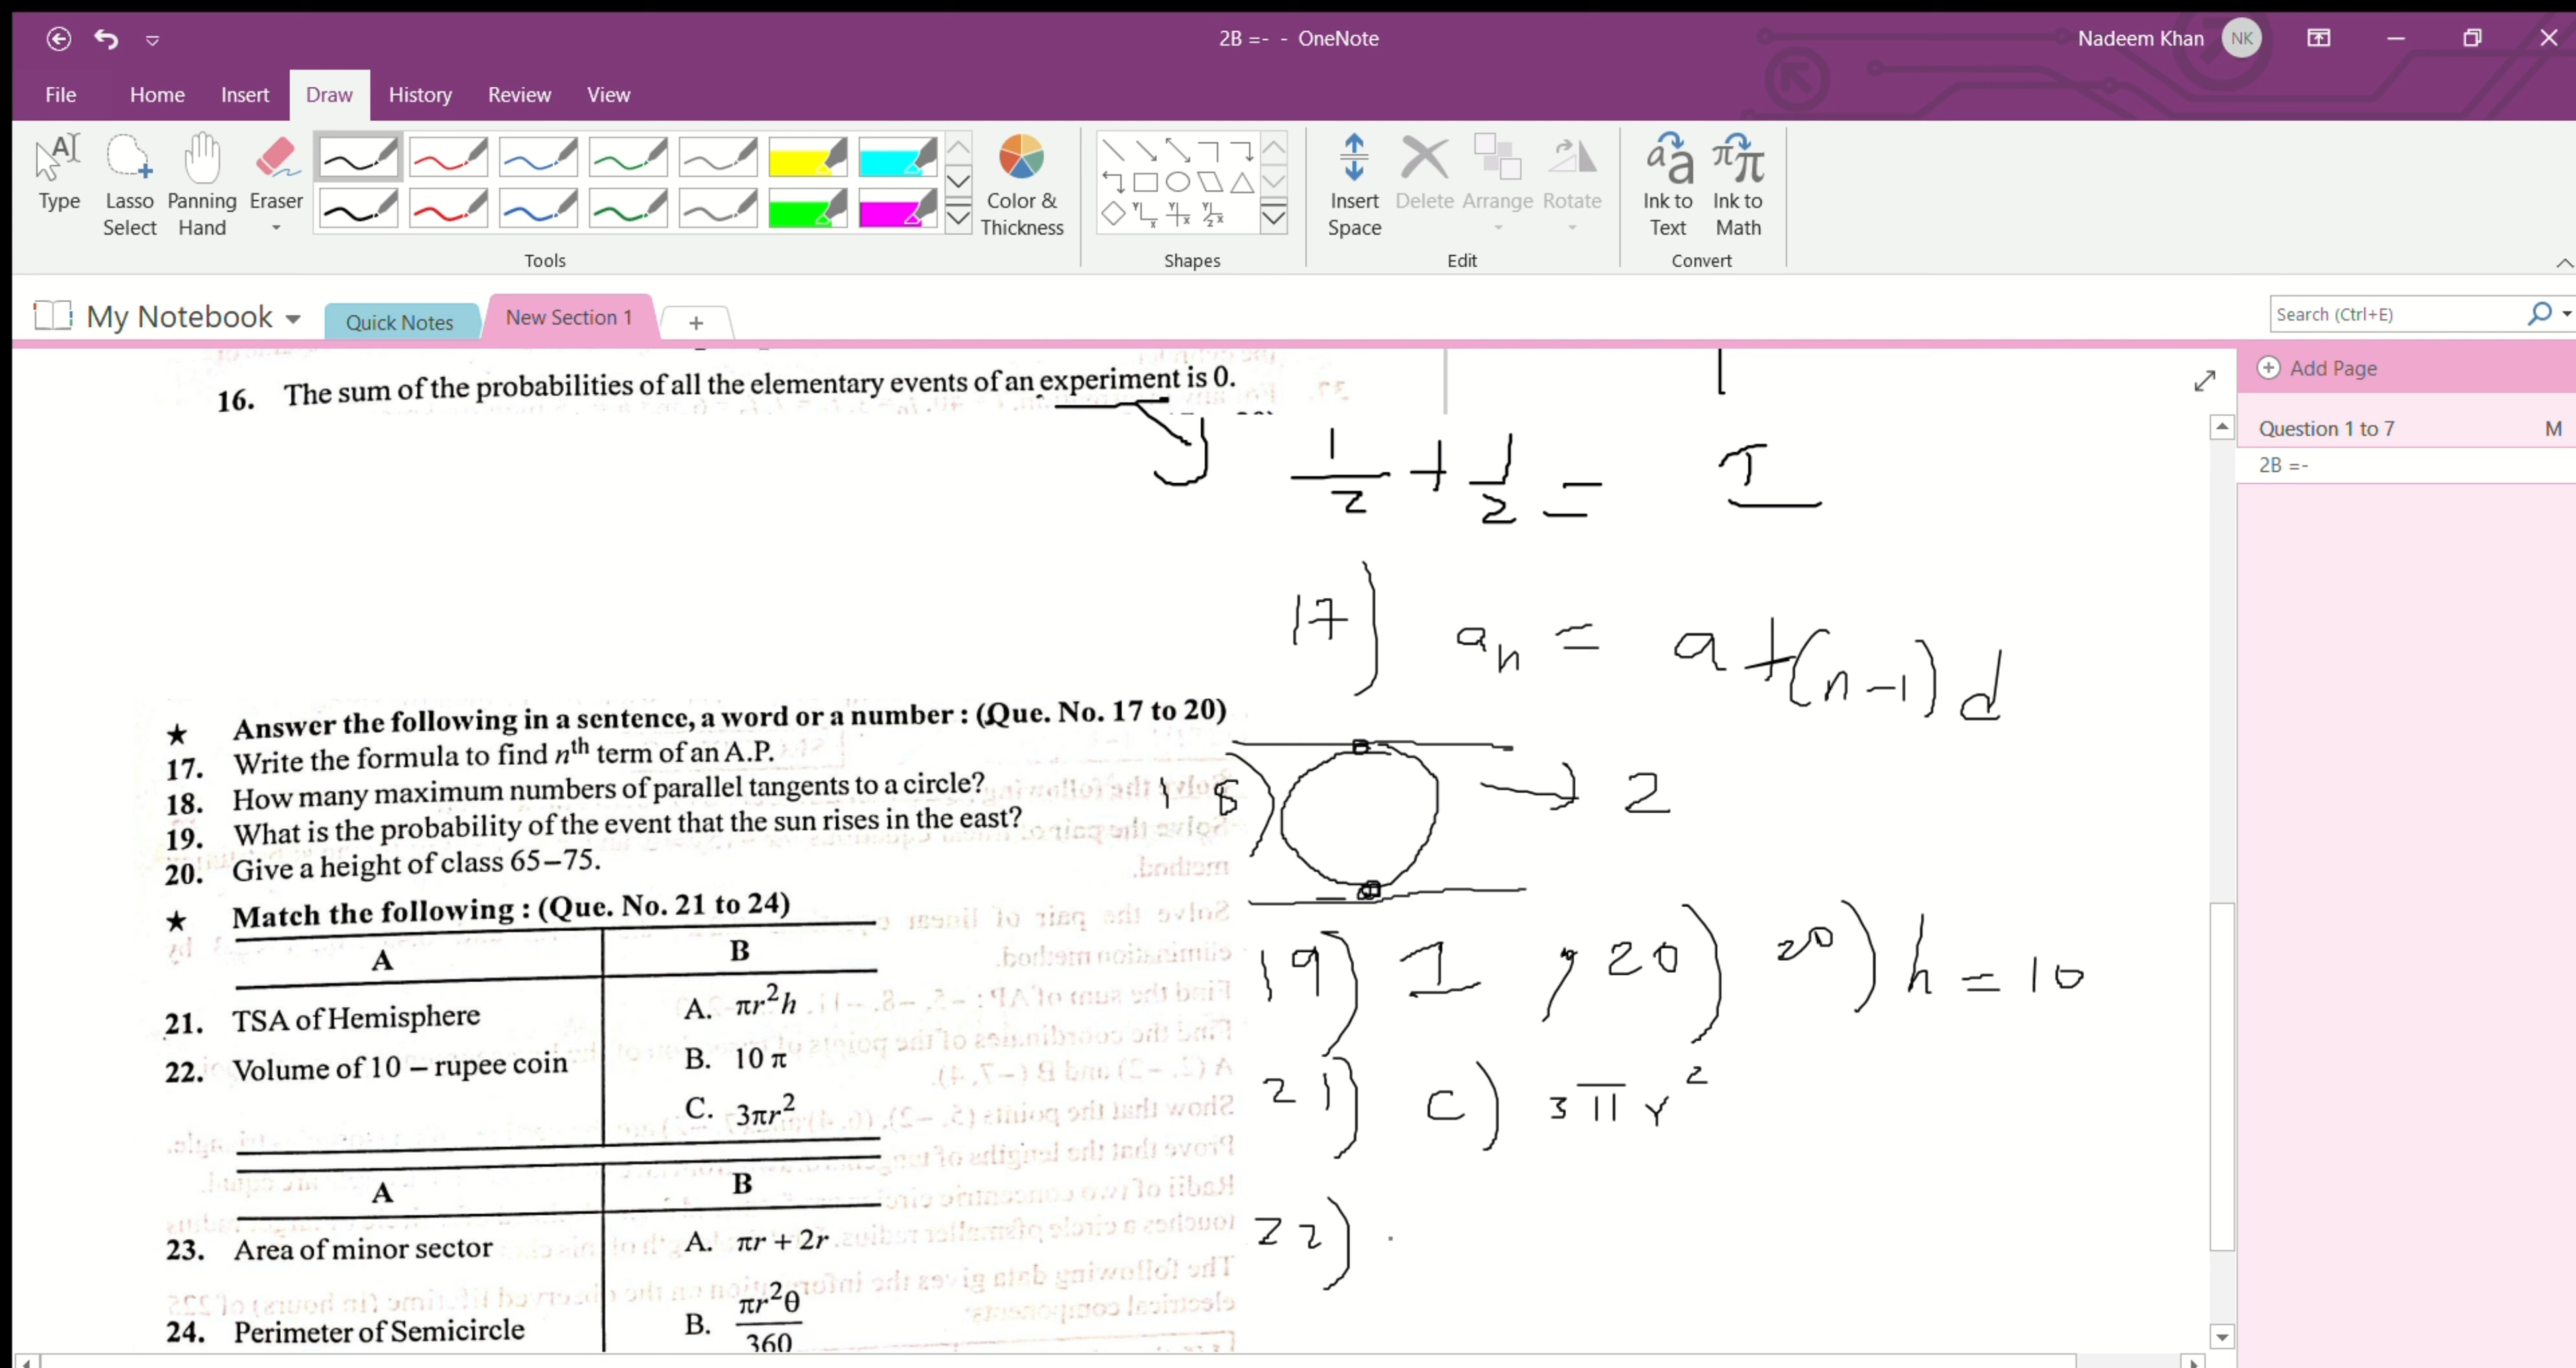 2B =- - OneNote
Nadeem Khan NK
File Home Insert Draw History Review View
Type
Lasso Select
Panning Hand
Eraser
Color & Thickness
Insert Space
Delete
Arrange
Rotate
Ink to Text
Ink to Math
Tools
Shapes
Edit
Convert
My Notebook
Quick Notes
New Section 1
+
Search (Ctrl+E)
Add Page
Question 1 to 7 M
2B =-
16. The sum of the probabilities of all the elementary events of an experiment is 0.
1/2 + 1/2 = 1
17) aₙ = a + (n-1) d
★ Answer the following in a sentence, a word or a number : (Que. No. 17 to 20)
17. Write the formula to find nᵗʰ term of an A.P.
18. How many maximum numbers of parallel tangents to a circle?
18) → 2
19. What is the probability of the event that the sun rises in the east?
20. Give a height of class 65–75.
★ Match the following : (Que. No. 21 to 24)
A B
19) 1 , 20) 20) h = 10
21. TSA of Hemisphere A. πr²h
22. Volume of 10 – rupee coin B. 10 π
C. 3πr²
21) C) 3πr²
A B
22) .
23. Area of minor sector A. πr + 2r
24. Perimeter of Semicircle B. πr²θ/360